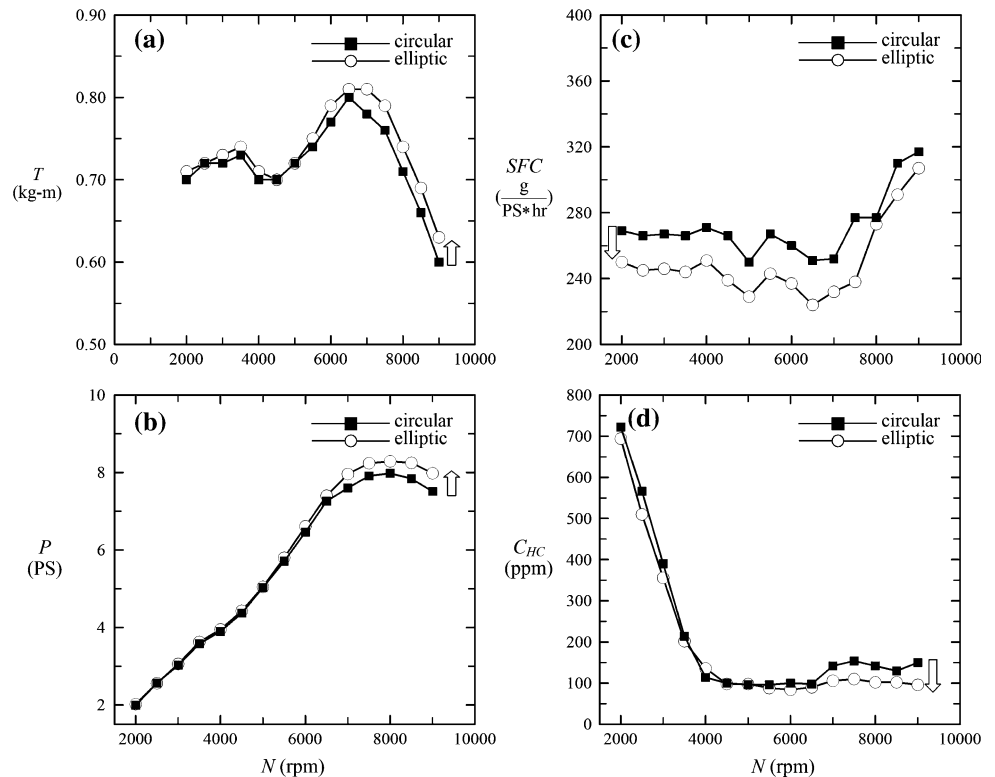 (a)
circular
elliptic
T
(kg-m)
0.90
0.80
0.70
0.60
0.50
0 2000 4000 6000 8000 10000
(c)
circular
elliptic
SFC
(g/PS*hr)
400
360
320
280
240
200
2000 4000 6000 8000 10000
(b)
circular
elliptic
P
(PS)
10
8
6
4
2
2000 4000 6000 8000 10000
N (rpm)
(d)
circular
elliptic
C_HC
(ppm)
800
700
600
500
400
300
200
100
0
2000 4000 6000 8000 10000
N (rpm)